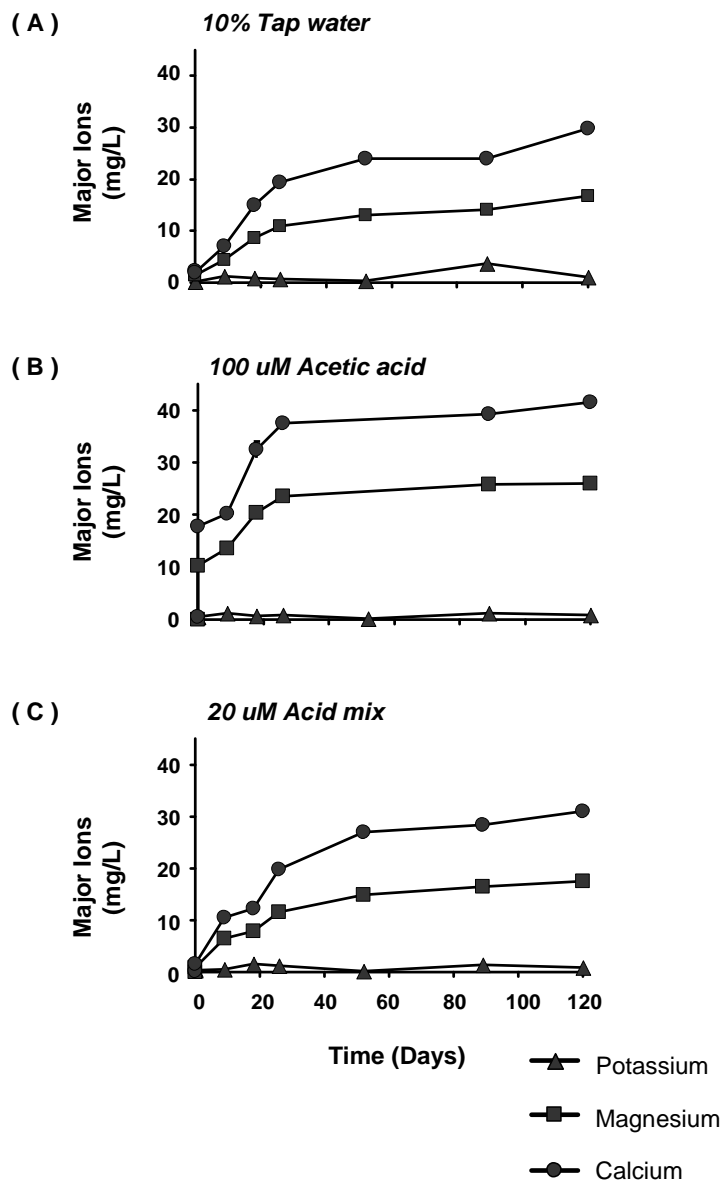 ( A )
10% Tap water
Major Ions
(mg/L)
40
30
20
10
0
( B )
100 uM Acetic acid
Major Ions
(mg/L)
40
30
20
10
0
( C )
20 uM Acid mix
Major Ions
(mg/L)
40
30
20
10
0
0 20 40 60 80 100 120
Time (Days)
Potassium
Magnesium
Calcium